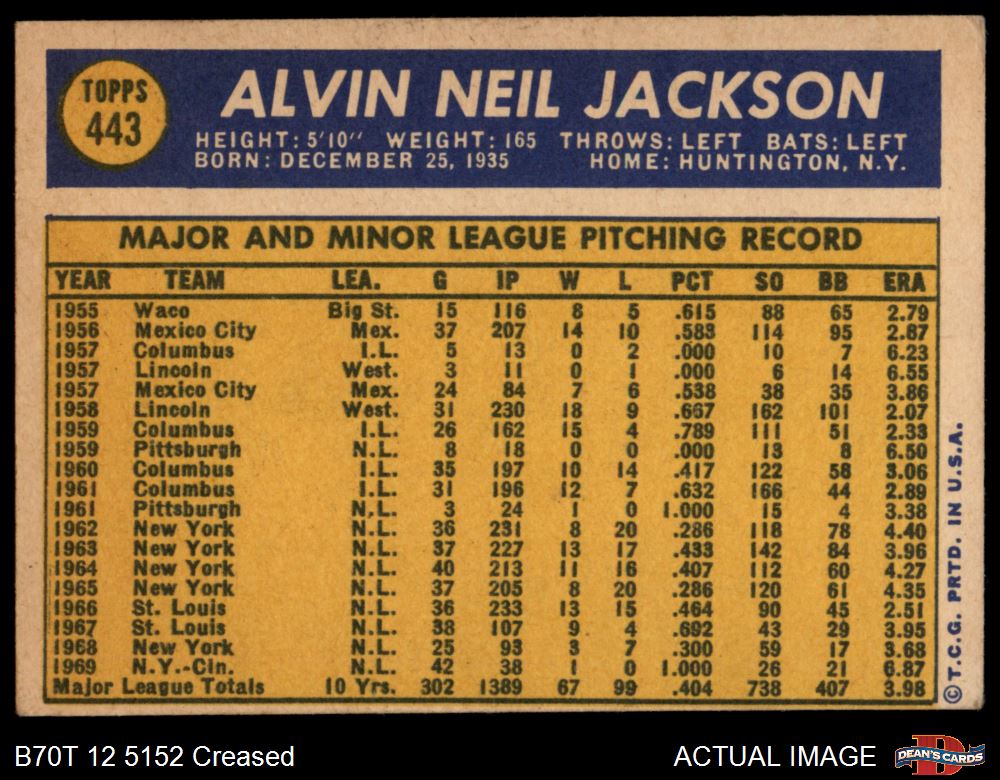 TOPPS
443
ALVIN NEIL JACKSON
HEIGHT: 5'10" WEIGHT: 165 THROWS: LEFT BATS: LEFT
BORN: DECEMBER 25, 1935 HOME: HUNTINGTON, N.Y.
MAJOR AND MINOR LEAGUE PITCHING RECORD
YEAR TEAM LEA. G IP W L PCT SO BB ERA
1955 Waco Big St. 15 116 8 5 .615 88 65 2.79
1956 Mexico City Mex. 37 207 14 10 .583 114 95 2.87
1957 Columbus I.L. 5 13 0 2 .000 10 7 6.23
1957 Lincoln West. 3 11 0 1 .000 6 14 6.55
1957 Mexico City Mex. 24 84 7 6 .538 38 35 3.86
1958 Lincoln West. 31 230 18 9 .667 162 101 2.07
1959 Columbus I.L. 26 162 15 4 .789 111 51 2.33
1959 Pittsburgh N.L. 8 18 0 0 .000 13 8 6.50
1960 Columbus I.L. 35 197 10 14 .417 122 58 3.06
1961 Columbus I.L. 31 196 12 7 .632 166 44 2.89
1961 Pittsburgh N.L. 3 24 1 0 1.000 15 4 3.38
1962 New York N.L. 36 231 8 20 .286 118 78 4.40
1963 New York N.L. 37 227 13 17 .433 142 84 3.96
1964 New York N.L. 40 213 11 16 .407 112 60 4.27
1965 New York N.L. 37 205 8 20 .286 120 61 4.35
1966 St. Louis N.L. 36 233 13 15 .464 90 45 2.51
1967 St. Louis N.L. 38 107 9 4 .692 43 29 3.95
1968 New York N.L. 25 93 3 7 .300 59 17 3.68
1969 N.Y.-Cin. N.L. 42 38 1 0 1.000 26 21 6.87
Major League Totals 10 Yrs. 302 1389 67 99 .404 738 407 3.98
© T.C.G. PRTD. IN U.S.A.
B70T 12 5152 Creased
ACTUAL IMAGE
DEAN'S CARDS